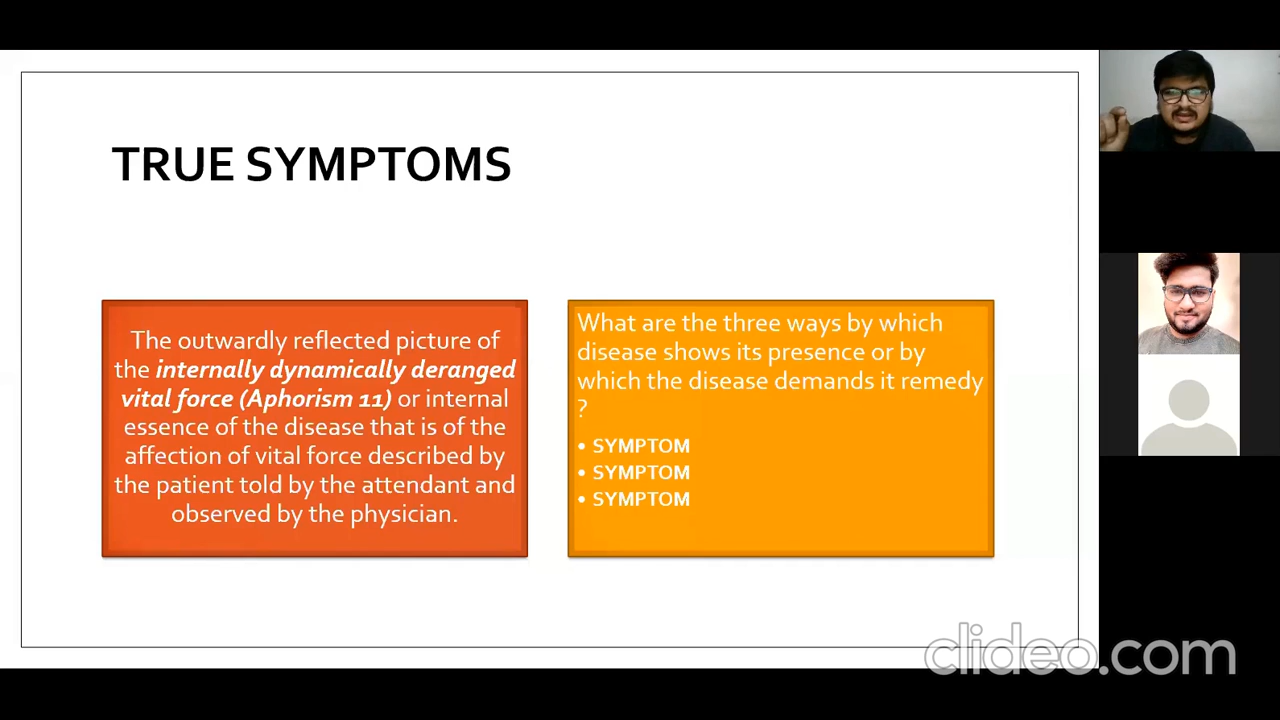 TRUE SYMPTOMS
The outwardly reflected picture of
the internally dynamically deranged
vital force (Aphorism 11) or internal
essence of the disease that is of the
affection of vital force described by
the patient told by the attendant and
observed by the physician.
What are the three ways by which
disease shows its presence or by
which the disease demands it remedy
?
• SYMPTOM
• SYMPTOM
• SYMPTOM
clideo.com